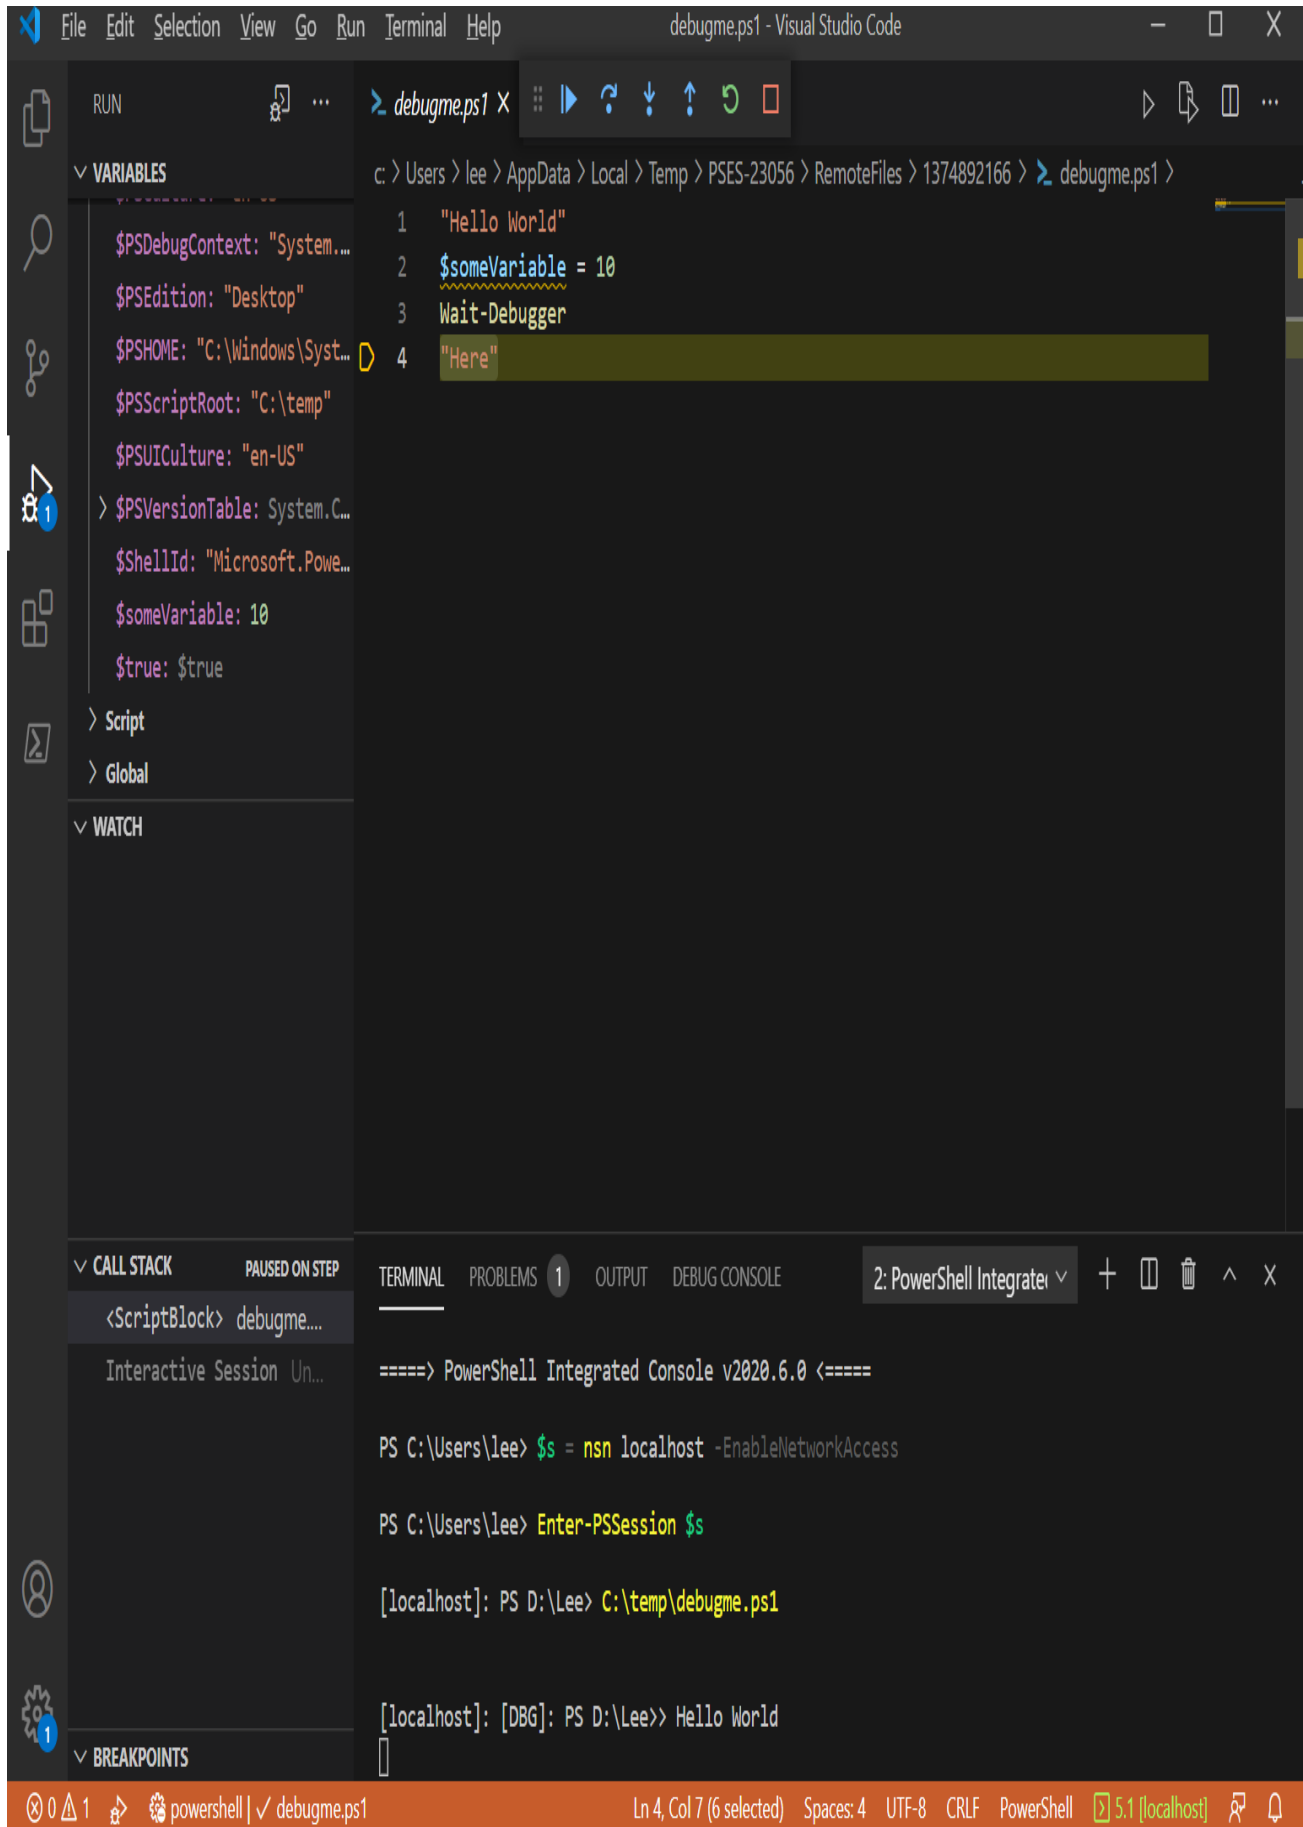 File Edit Selection View Go Run Terminal Help debugme.ps1 - Visual Studio Code
RUN
debugme.ps1
VARIABLES
c: > Users > lee > AppData > Local > Temp > PSES-23056 > RemoteFiles > 1374892166 > debugme.ps1 >
$PSDebugContext: "System....
$PSEdition: "Desktop"
$PSHOME: "C:\Windows\Syst...
$PSScriptRoot: "C:\temp"
$PSUICulture: "en-US"
> $PSVersionTable: System.C...
$ShellId: "Microsoft.Powe...
$someVariable: 10
$true: $true
> Script
> Global
WATCH
1 "Hello World"
2 $someVariable = 10
3 Wait-Debugger
4 "Here"
1
CALL STACK PAUSED ON STEP
<ScriptBlock> debugme....
Interactive Session Un...
BREAKPOINTS
1
TERMINAL PROBLEMS 1 OUTPUT DEBUG CONSOLE 2: PowerShell Integrate
=====> PowerShell Integrated Console v2020.6.0 <=====
PS C:\Users\lee> $s = nsn localhost -EnableNetworkAccess
PS C:\Users\lee> Enter-PSSession $s
[localhost]: PS D:\Lee> C:\temp\debugme.ps1
[localhost]: [DBG]: PS D:\Lee>> Hello World
0 1 powershell | ✓ debugme.ps1 Ln 4, Col 7 (6 selected) Spaces: 4 UTF-8 CRLF PowerShell 5.1 [localhost]